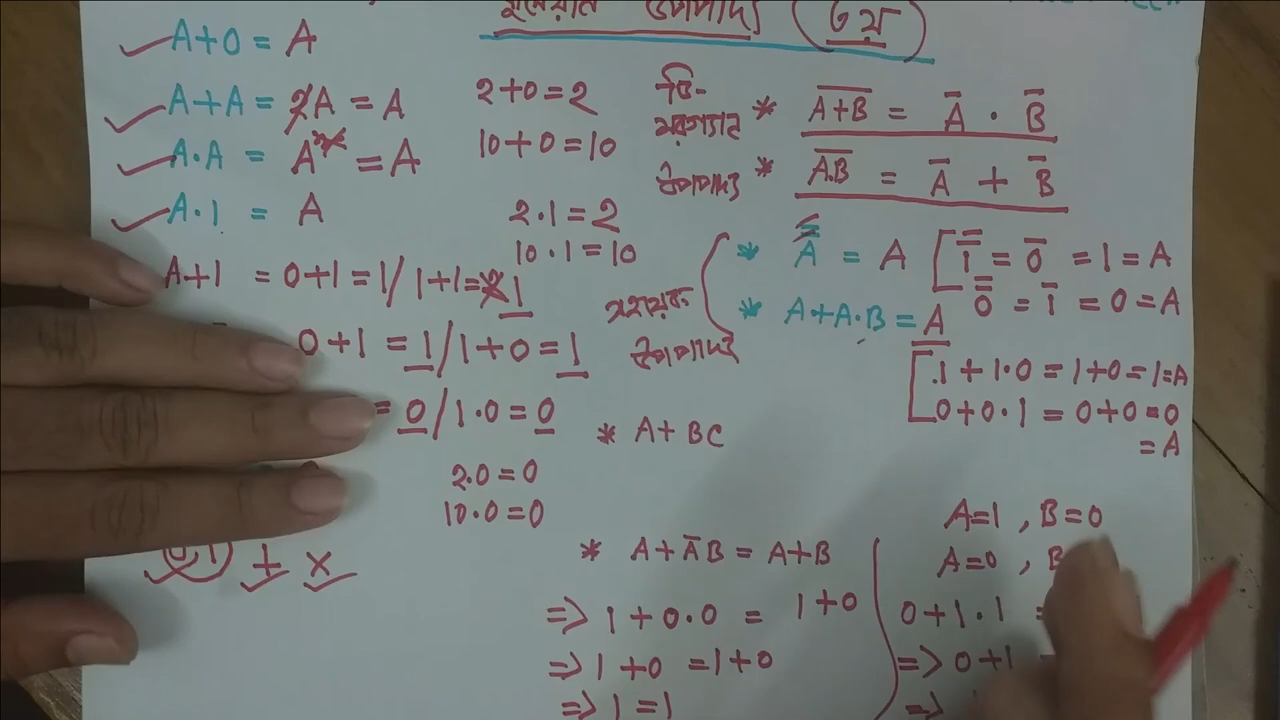 উপপাদ্য
A+0 = A
A+A = 2A = A
A.A = A² = A
A.1 = A
A+1 = 0+1 = 1 / 1+1 = 2 1
0+1 = 1 / 1+0 = 1
= 0 / 1.0 = 0
2.0 = 0
10.0 = 0
+ ×
2+0 = 2
10+0 = 10
2.1 = 2
10.1 = 10
ডি-
মরগ্যান
উপপাদ্য
* A̅+̅B̅ = A̅ . B̅
* A̅.̅B̅ = A̅ + B̅
সহায়ক
উপপাদ্য
* A̿ = A [ 1̿ = 0̅ = 1 = A
0̿ = 1̅ = 0 = A
* A+A.B = A
[ 1+1.0 = 1+0 = 1 = A
0+0.1 = 0+0 = 0
= A
* A+BC
A=1 , B=0
A=0 , B
* A+A̅B = A+B
=> 1+0.0 = 1+0
=> 1+0 = 1+0
=> 1 = 1
0+1.1 =
=> 0+1
=>